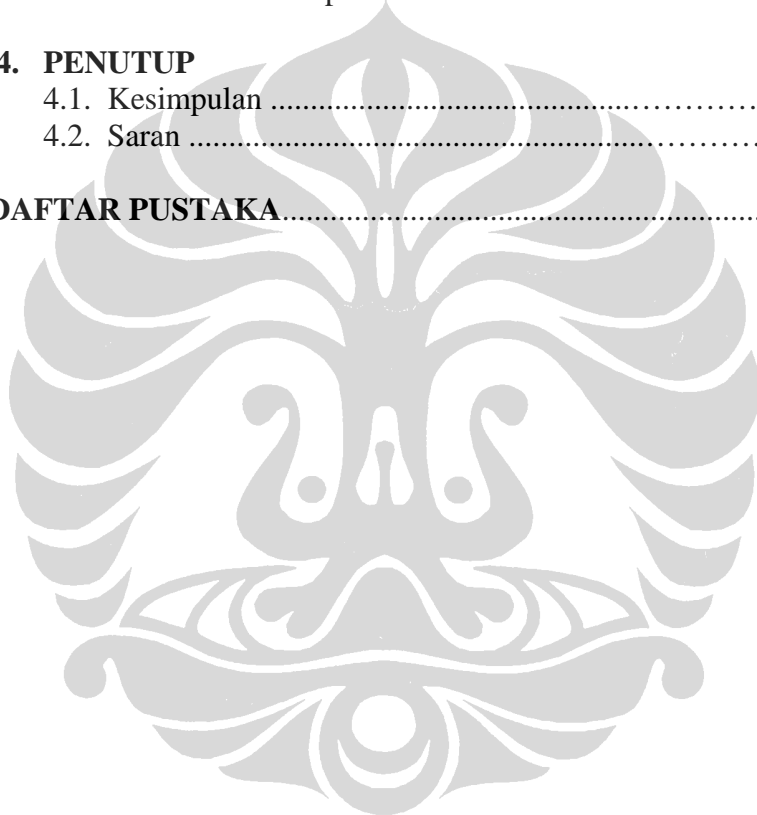 4. PENUTUP
4.1. Kesimpulan ..............................................…………
4.2. Saran ..........................................................…………
DAFTAR PUSTAKA..............................................................